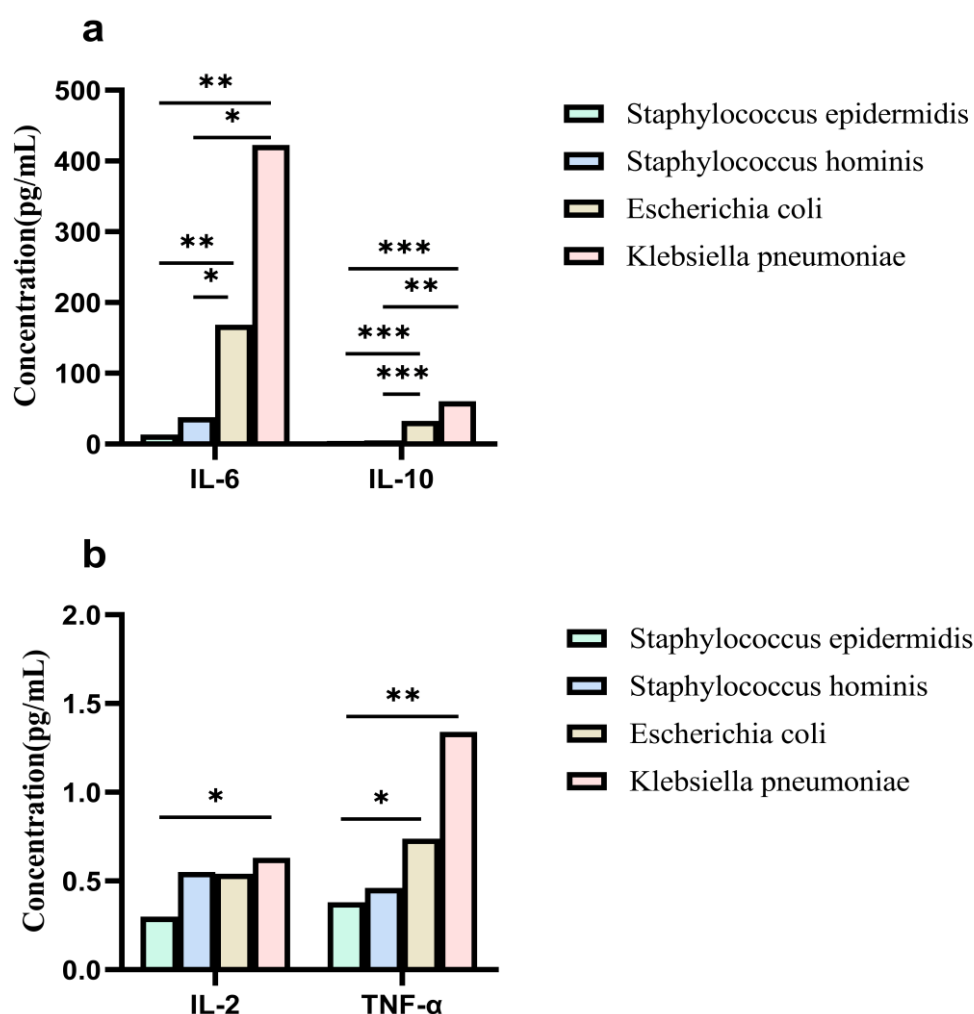 a
Concentration(pg/mL)
500
400
300
200
100
0
**
*
**
*
***
**
***
***
IL-6
IL-10
Staphylococcus epidermidis
Staphylococcus hominis
Escherichia coli
Klebsiella pneumoniae
b
Concentration(pg/mL)
2.0
1.5
1.0
0.5
0.0
*
**
*
IL-2
TNF-α
Staphylococcus epidermidis
Staphylococcus hominis
Escherichia coli
Klebsiella pneumoniae